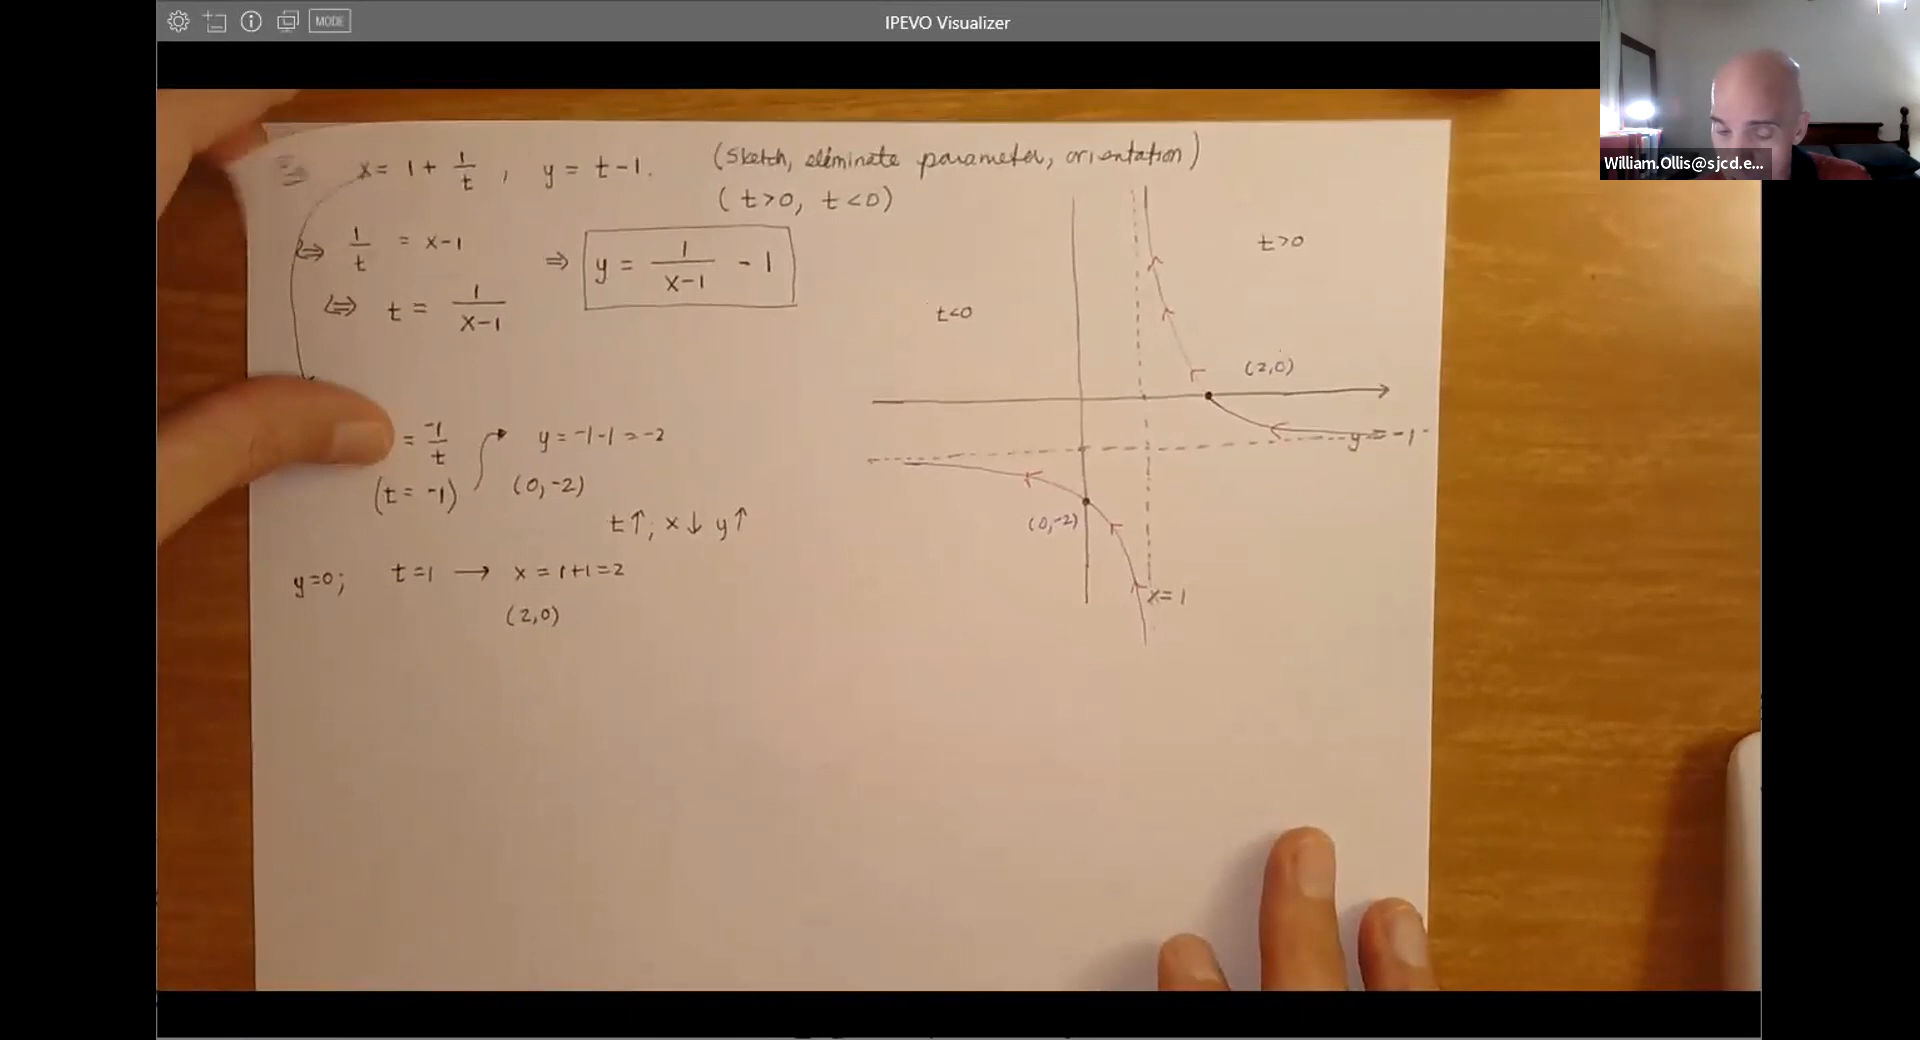 MODE
IPEVO Visualizer
William.Ollis@sjcd.e...
x = 1 + 1/t , y = t-1. (sketch, eliminate parameter, orientation)
(t>0, t<0)
⇔ 1/t = x-1
⇒ y = 1/(x-1) - 1
⇔ t = 1/(x-1)
= -1/t
(t = -1)
y = -1-1 = -2
(0,-2)
t↑, x↓ y↑
y=0; t=1 → x = 1+1=2
(2,0)
t>0
t<0
(2,0)
y = -1
(0,-2)
x=1